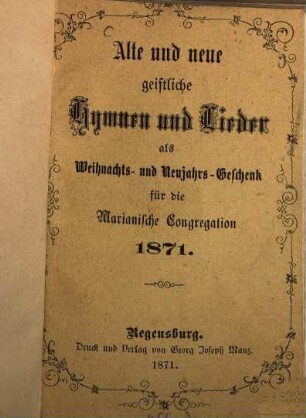 Alte und neue
geistliche
Hymnen und Lieder
als
Weihnachts- und Neujahrs-Geschenk
für die
Marianische Congregation
1871.
Regensburg.
Druck und Verlag von Georg Joseph Manz.
1871.